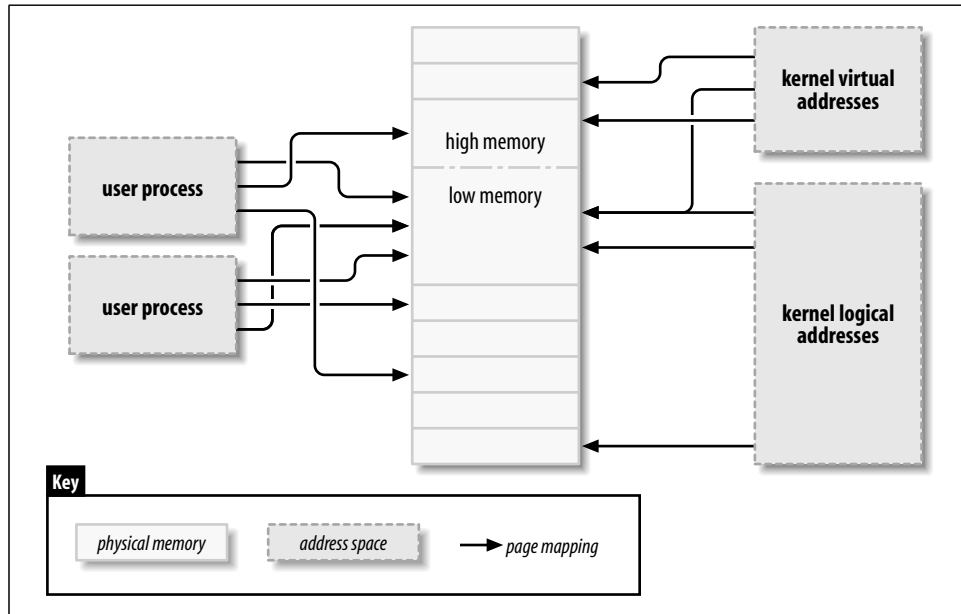 kernel virtual
addresses
high memory
user process
low memory
user process
kernel logical
addresses
Key
physical memory
address space
page mapping